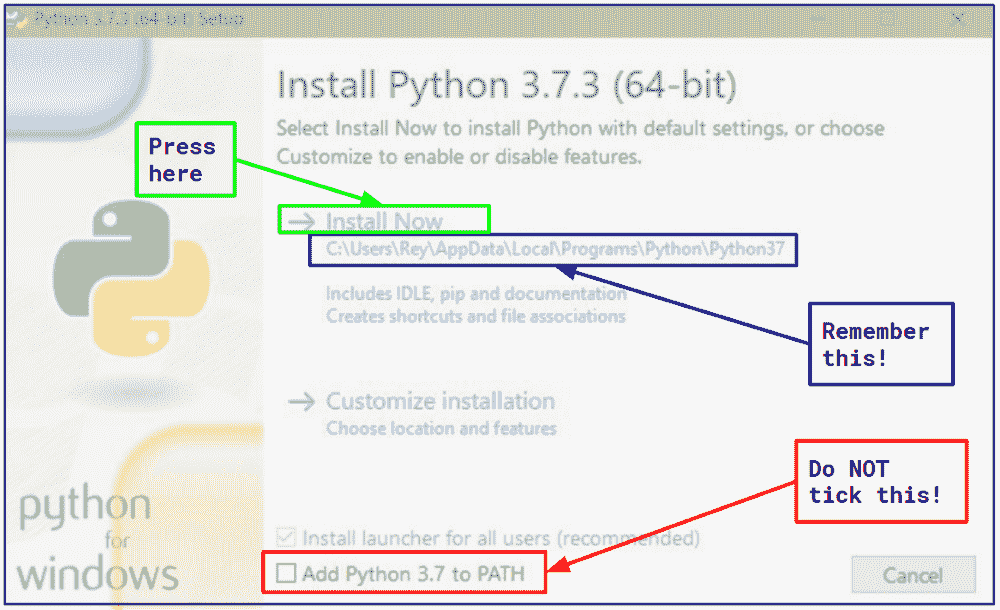 Python 3.7.3 (64-bit) Setup
Install Python 3.7.3 (64-bit)
Select Install Now to install Python with default settings, or choose
Customize to enable or disable features.
Press
here
Install Now
C:\Users\Rey\AppData\Local\Programs\Python\Python37
Includes IDLE, pip and documentation
Creates shortcuts and file associations
Remember
this!
Customize installation
Choose location and features
Do NOT
tick this!
python
for
windows
Install launcher for all users (recommended)
Add Python 3.7 to PATH
Cancel